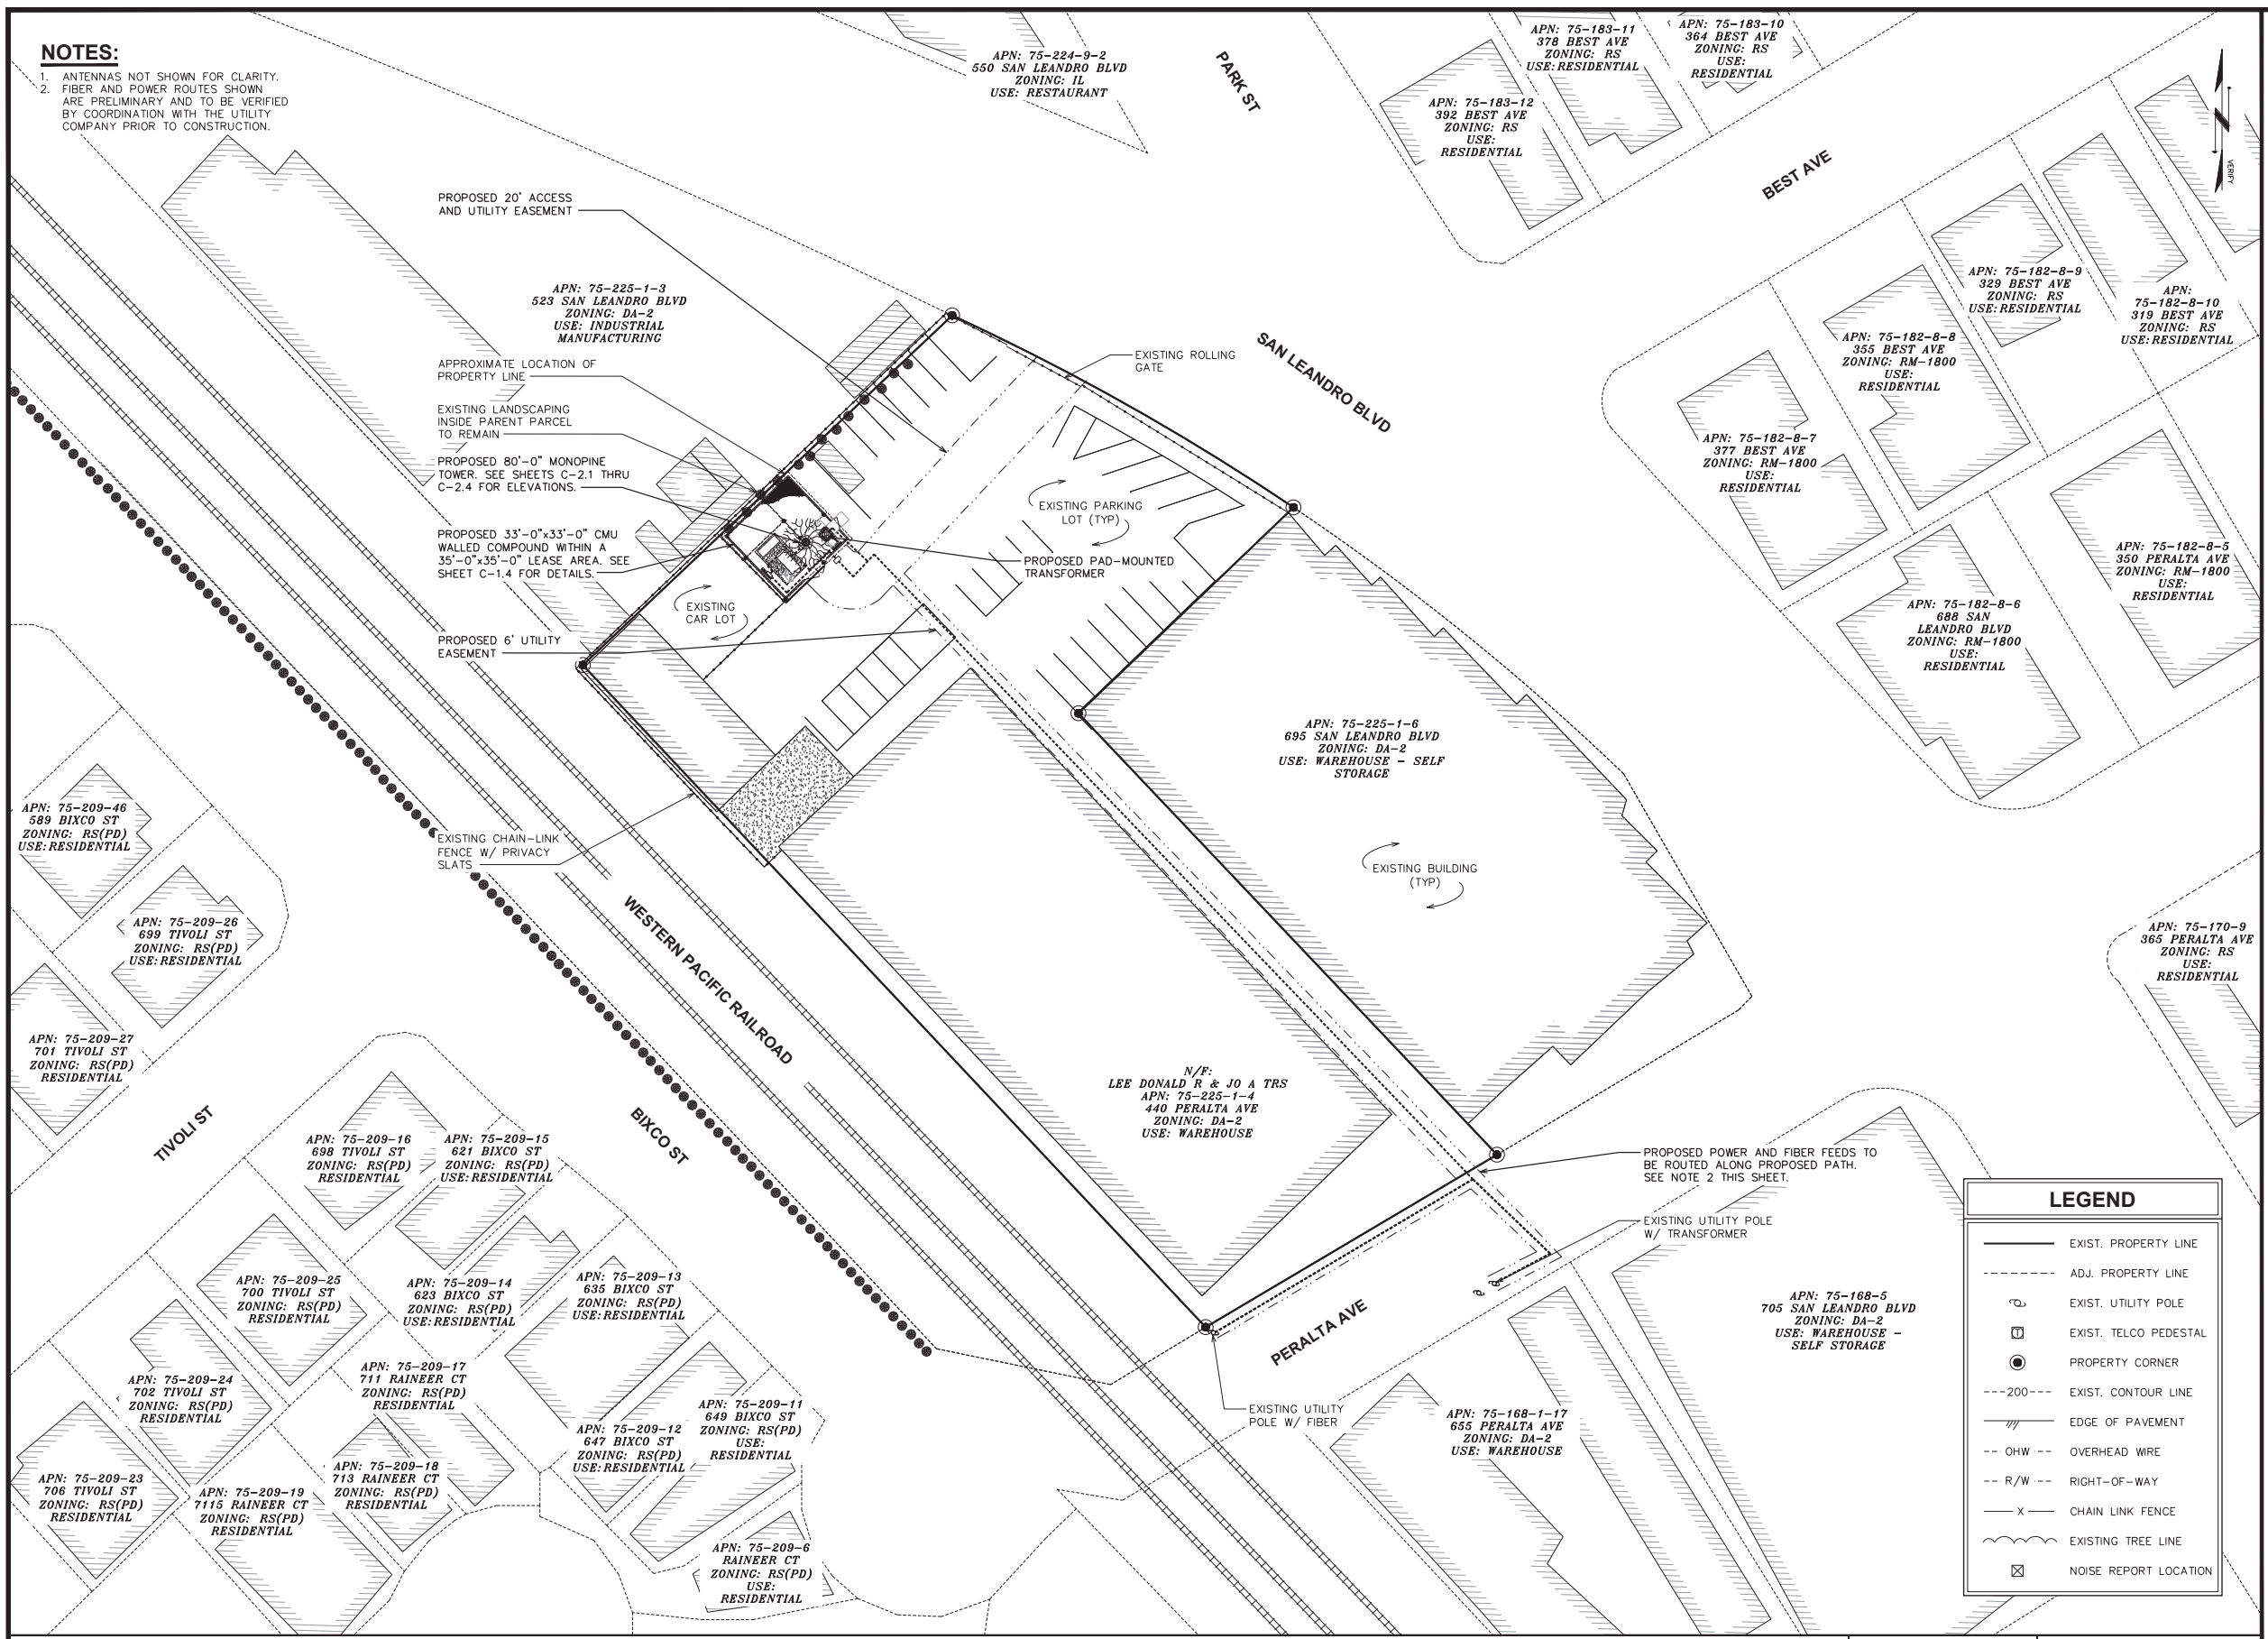 NOTES:
1. ANTENNAS NOT SHOWN FOR CLARITY.
2. FIBER AND POWER ROUTES SHOWN
ARE PRELIMINARY AND TO BE VERIFIED
BY COORDINATION WITH THE UTILITY
COMPANY PRIOR TO CONSTRUCTION.
APN: 75-224-9-2
550 SAN LEANDRO BLVD
ZONING: IL
USE: RESTAURANT
PARK ST
APN: 75-183-11
378 BEST AVE
ZONING: RS
USE: RESIDENTIAL
APN: 75-183-10
364 BEST AVE
ZONING: RS
USE:
RESIDENTIAL
APN: 75-183-12
392 BEST AVE
ZONING: RS
USE:
RESIDENTIAL
BEST AVE
N
VERIFY
PROPOSED 20' ACCESS
AND UTILITY EASEMENT
APN: 75-225-1-3
523 SAN LEANDRO BLVD
ZONING: DA-2
USE: INDUSTRIAL
MANUFACTURING
APPROXIMATE LOCATION OF
PROPERTY LINE
EXISTING LANDSCAPING
INSIDE PARENT PARCEL
TO REMAIN
PROPOSED 80'-0" MONOPINE
TOWER. SEE SHEETS C-2.1 THRU
C-2.4 FOR ELEVATIONS.
PROPOSED 33'-0"x33'-0" CMU
WALLED COMPOUND WITHIN A
35'-0"x35'-0" LEASE AREA. SEE
SHEET C-1.4 FOR DETAILS.
PROPOSED 6' UTILITY
EASEMENT
EXISTING ROLLING
GATE
SAN LEANDRO BLVD
EXISTING PARKING
LOT (TYP)
PROPOSED PAD-MOUNTED
TRANSFORMER
EXISTING
CAR LOT
APN: 75-182-8-9
329 BEST AVE
ZONING: RS
USE: RESIDENTIAL
APN:
75-182-8-10
319 BEST AVE
ZONING: RS
USE: RESIDENTIAL
APN: 75-182-8-8
355 BEST AVE
ZONING: RM-1800
USE:
RESIDENTIAL
APN: 75-182-8-7
377 BEST AVE
ZONING: RM-1800
USE:
RESIDENTIAL
APN: 75-182-8-5
350 PERALTA AVE
ZONING: RM-1800
USE:
RESIDENTIAL
APN: 75-182-8-6
688 SAN
LEANDRO BLVD
ZONING: RM-1800
USE:
RESIDENTIAL
APN: 75-225-1-6
695 SAN LEANDRO BLVD
ZONING: DA-2
USE: WAREHOUSE - SELF
STORAGE
EXISTING BUILDING
(TYP)
EXISTING CHAIN-LINK
FENCE W/ PRIVACY
SLATS
WESTERN PACIFIC RAILROAD
BIXCO ST
TIVOLI ST
APN: 75-209-46
589 BIXCO ST
ZONING: RS(PD)
USE: RESIDENTIAL
APN: 75-209-26
699 TIVOLI ST
ZONING: RS(PD)
USE: RESIDENTIAL
APN: 75-209-27
701 TIVOLI ST
ZONING: RS(PD)
RESIDENTIAL
APN: 75-170-9
365 PERALTA AVE
ZONING: RS
USE:
RESIDENTIAL
N/F:
LEE DONALD R & JO A TRS
APN: 75-225-1-4
440 PERALTA AVE
ZONING: DA-2
USE: WAREHOUSE
APN: 75-209-16
698 TIVOLI ST
ZONING: RS(PD)
RESIDENTIAL
APN: 75-209-15
621 BIXCO ST
ZONING: RS(PD)
USE: RESIDENTIAL
PROPOSED POWER AND FIBER FEEDS TO
BE ROUTED ALONG PROPOSED PATH.
SEE NOTE 2 THIS SHEET.
EXISTING UTILITY POLE
W/ TRANSFORMER
APN: 75-209-25
700 TIVOLI ST
ZONING: RS(PD)
RESIDENTIAL
APN: 75-209-14
623 BIXCO ST
ZONING: RS(PD)
USE: RESIDENTIAL
APN: 75-209-13
635 BIXCO ST
ZONING: RS(PD)
USE: RESIDENTIAL
PERALTA AVE
APN: 75-168-5
705 SAN LEANDRO BLVD
ZONING: DA-2
USE: WAREHOUSE -
SELF STORAGE
APN: 75-209-24
702 TIVOLI ST
ZONING: RS(PD)
RESIDENTIAL
APN: 75-209-17
711 RAINEER CT
ZONING: RS(PD)
RESIDENTIAL
APN: 75-209-12
647 BIXCO ST
ZONING: RS(PD)
USE: RESIDENTIAL
APN: 75-209-11
649 BIXCO ST
ZONING: RS(PD)
USE:
RESIDENTIAL
EXISTING UTILITY
POLE W/ FIBER
APN: 75-168-1-17
655 PERALTA AVE
ZONING: DA-2
USE: WAREHOUSE
APN: 75-209-23
706 TIVOLI ST
ZONING: RS(PD)
RESIDENTIAL
APN: 75-209-19
7115 RAINEER CT
ZONING: RS(PD)
RESIDENTIAL
APN: 75-209-18
713 RAINEER CT
ZONING: RS(PD)
RESIDENTIAL
APN: 75-209-6
RAINEER CT
ZONING: RS(PD)
USE:
RESIDENTIAL
LEGEND
EXIST. PROPERTY LINE
ADJ. PROPERTY LINE
EXIST. UTILITY POLE
T EXIST. TELCO PEDESTAL
PROPERTY CORNER
200 EXIST. CONTOUR LINE
EDGE OF PAVEMENT
OHW OVERHEAD WIRE
R/W RIGHT-OF-WAY
X CHAIN LINK FENCE
EXISTING TREE LINE
NOISE REPORT LOCATION